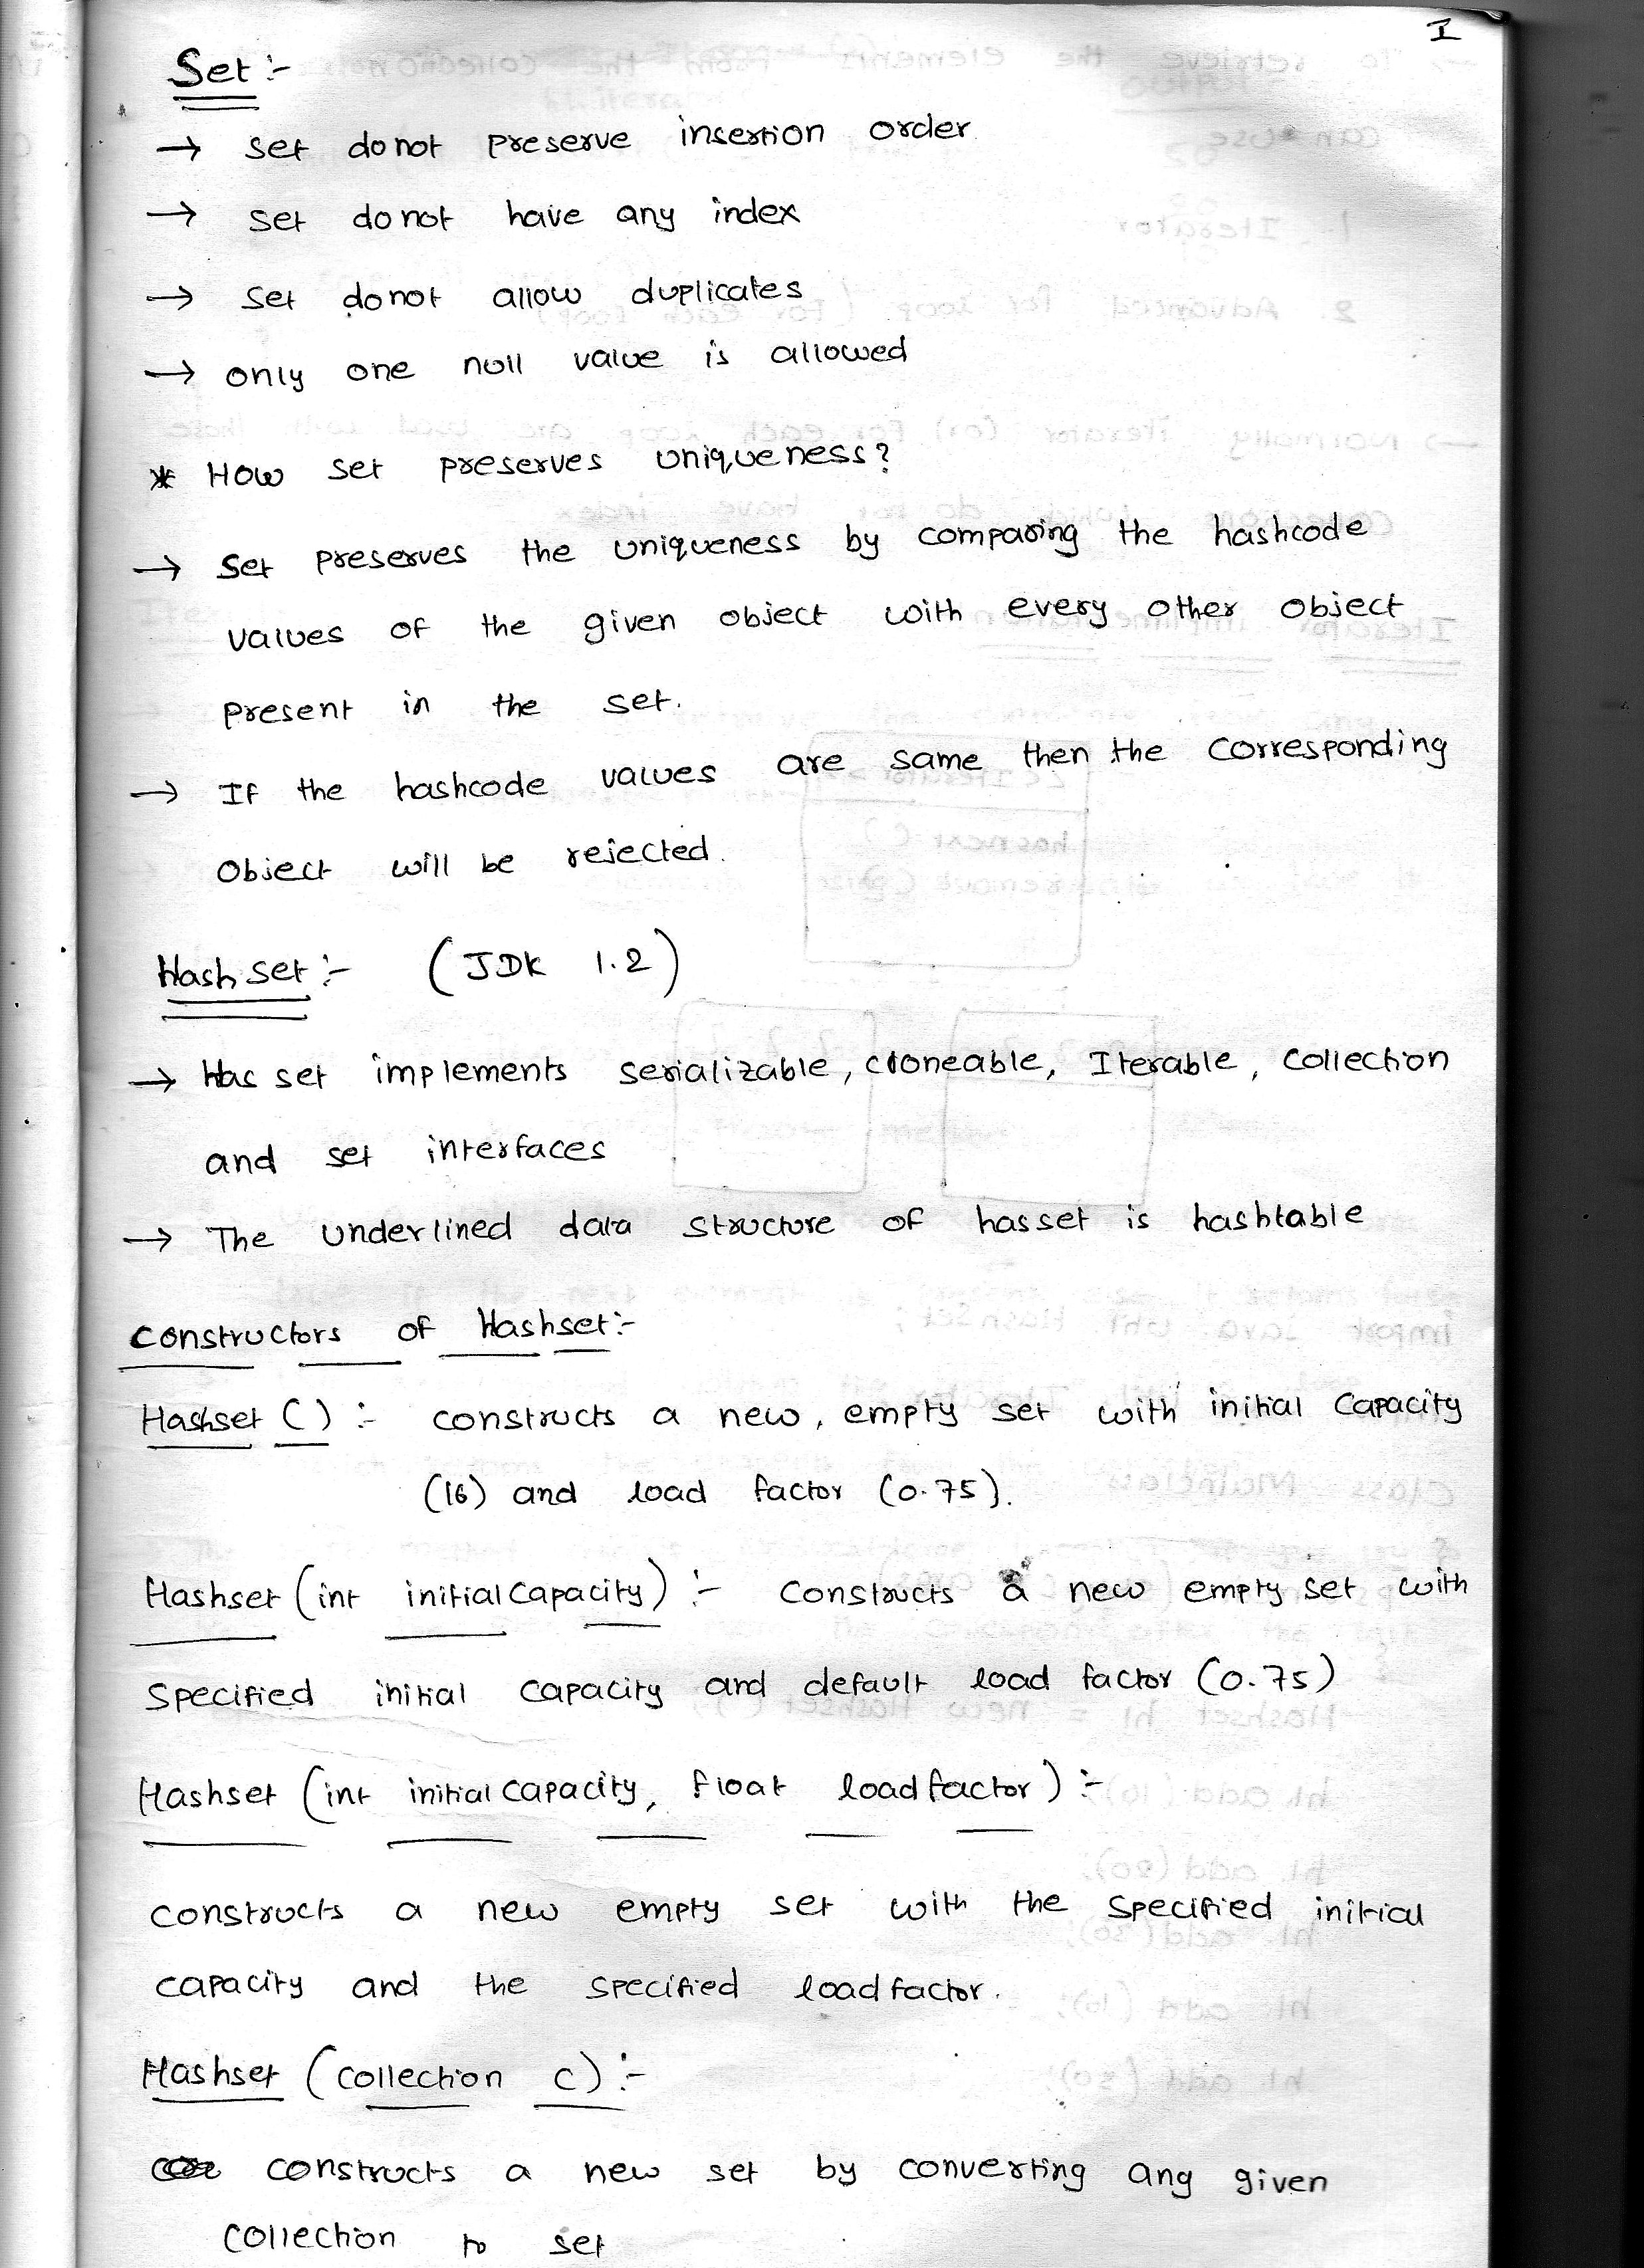 I
Set :-
→ set do not preserve insertion order
→ set do not have any index
→ set do not allow duplicates
→ only one null value is allowed
* How set preserves uniqueness?
→ Set preserves the uniqueness by comparing the hashcode
values of the given object with every other object
present in the set.
→ If the hashcode values are same then the corresponding
object will be rejected.
Hash set :- (JDK 1.2)
→ Has set implements serializable, cloneable, Iterable, collection
and set interfaces
→ The underlined data structure of hasset is hashtable
constructors of Hashset :-
Hashset () :- constructs a new, empty set with initial capacity
(16) and load factor (0.75).
Hashset (int initial capacity) :- constructs a new empty set with
specified initial capacity and default load factor (0.75)
Hashset (int initial capacity, float load factor) :-
constructs a new empty set with the specified initial
capacity and the specified load factor.
Hashset (collection c) :-
constructs a new set by converting any given
collection to set